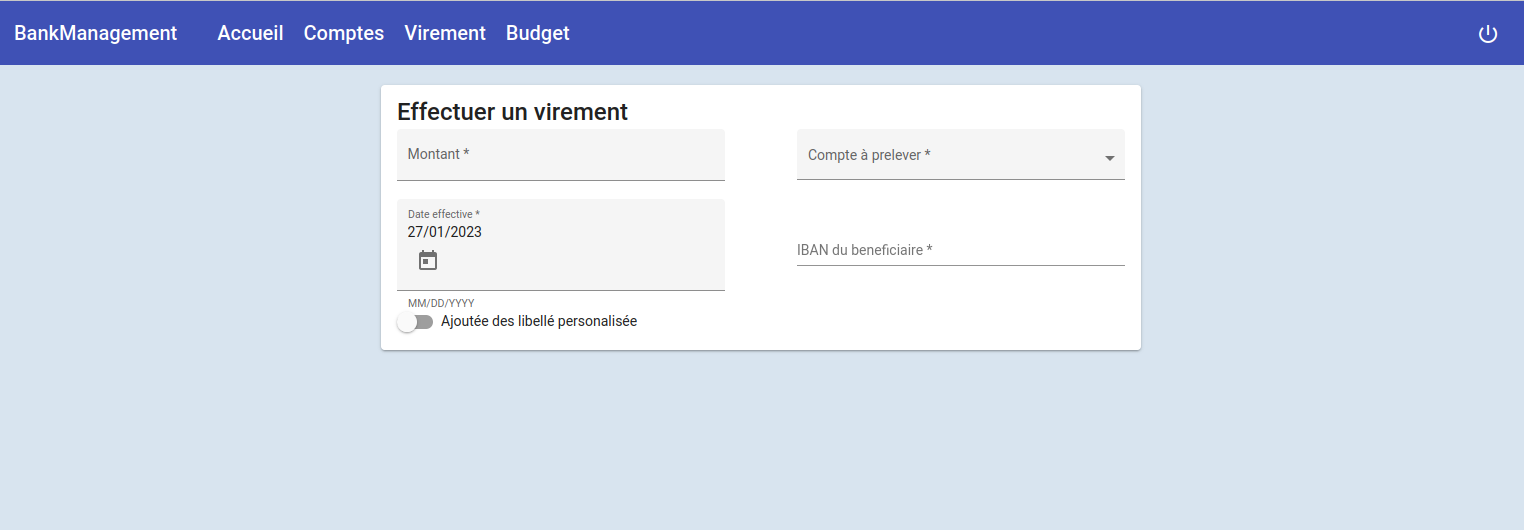 BankManagement Accueil Comptes Virement Budget
Effectuer un virement
Montant *
Compte à prelever *
Date effective *
27/01/2023
IBAN du beneficiaire *
MM/DD/YYYY
Ajoutée des libellé personalisée